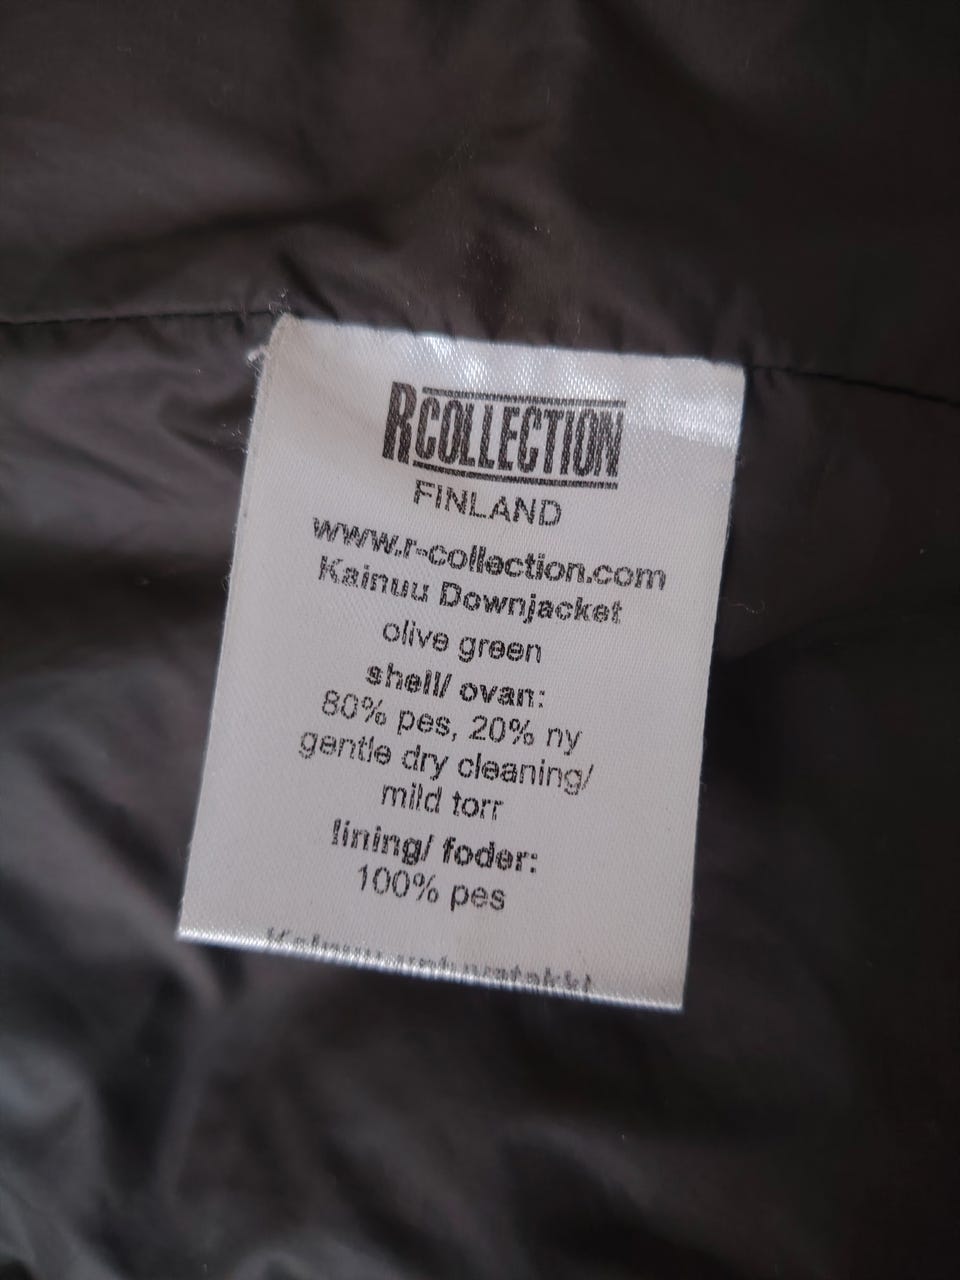 RCOLLECTION
FINLAND
www.r-collection.com
Kainuu Downjacket
olive green
shell/ ovan:
80% pes, 20% ny
gentle dry cleaning/
mild torr
lining/ foder:
100% pes